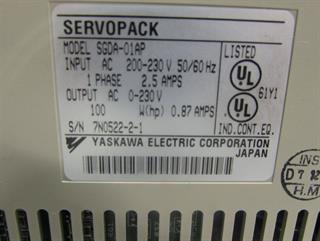 SERVOPACK
MODEL SGDA-01AP
LISTED
INPUT AC 200-230 V 50/60 Hz
1 PHASE 2.5 AMPS
UL
61Y1
OUTPUT AC 0-230 V
100 W(hp) 0.87 AMPS
UL
S/N 7N0522-2-1
IND.CONT.EQ.
YASKAWA ELECTRIC CORPORATION
JAPAN
INS
H.M